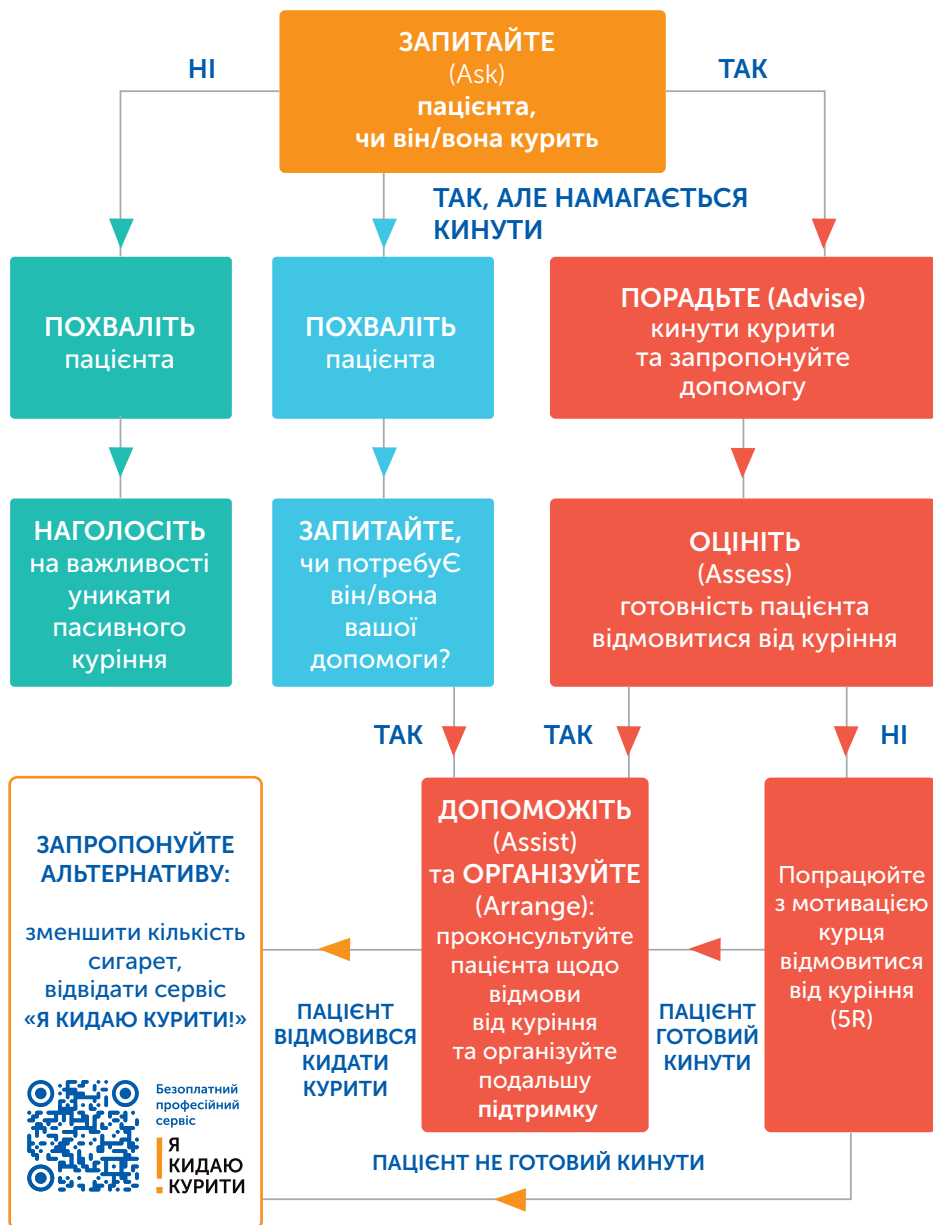 ЗАПИТАЙТЕ
(Ask)
пацієнта,
чи він/вона курить
НІ
ТАК
ТАК, АЛЕ НАМАГАЄТЬСЯ
КИНУТИ
ПОХВАЛІТЬ
пацієнта
ПОХВАЛІТЬ
пацієнта
ПОРАДЬТЕ (Advise)
кинути курити
та запропонуйте
допомогу
НАГОЛОСІТЬ
на важливості
уникати
пасивного
куріння
ЗАПИТАЙТЕ,
чи потребуЄ
він/вона
вашої
допомоги?
ОЦІНІТЬ
(Assess)
готовність пацієнта
відмовитися від куріння
ТАК
ТАК
НІ
ЗАПРОПОНУЙТЕ
АЛЬТЕРНАТИВУ:
зменшити кількість
сигарет,
відвідати сервіс
«Я КИДАЮ КУРИТИ!»
Безоплатний
професійний
сервіс
Я
КИДАЮ
КУРИТИ
ПАЦІЄНТ
ВІДМОВИВСЯ
КИДАТИ
КУРИТИ
ДОПОМОЖІТЬ
(Assist)
та ОРГАНІЗУЙТЕ
(Arrange):
проконсультуйте
пацієнта щодо
відмови
від куріння
та організуйте
подальшу
підтримку
ПАЦІЄНТ
ГОТОВИЙ
КИНУТИ
Попрацюйте
з мотивацією
курця
відмовитися
від куріння
(5R)
ПАЦІЄНТ НЕ ГОТОВИЙ КИНУТИ